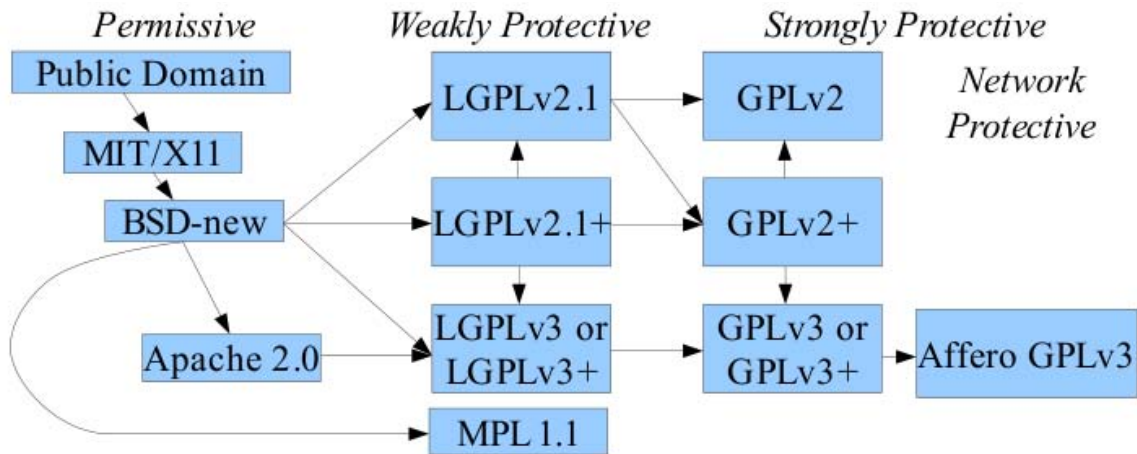 Permissive
Weakly Protective
Strongly Protective
Public Domain
LGPLv2.1
GPLv2
Network
Protective
MIT/X11
BSD-new
LGPLv2.1+
GPLv2+
Apache 2.0
LGPLv3 or
LGPLv3+
GPLv3 or
GPLv3+
Affero GPLv3
MPL 1.1